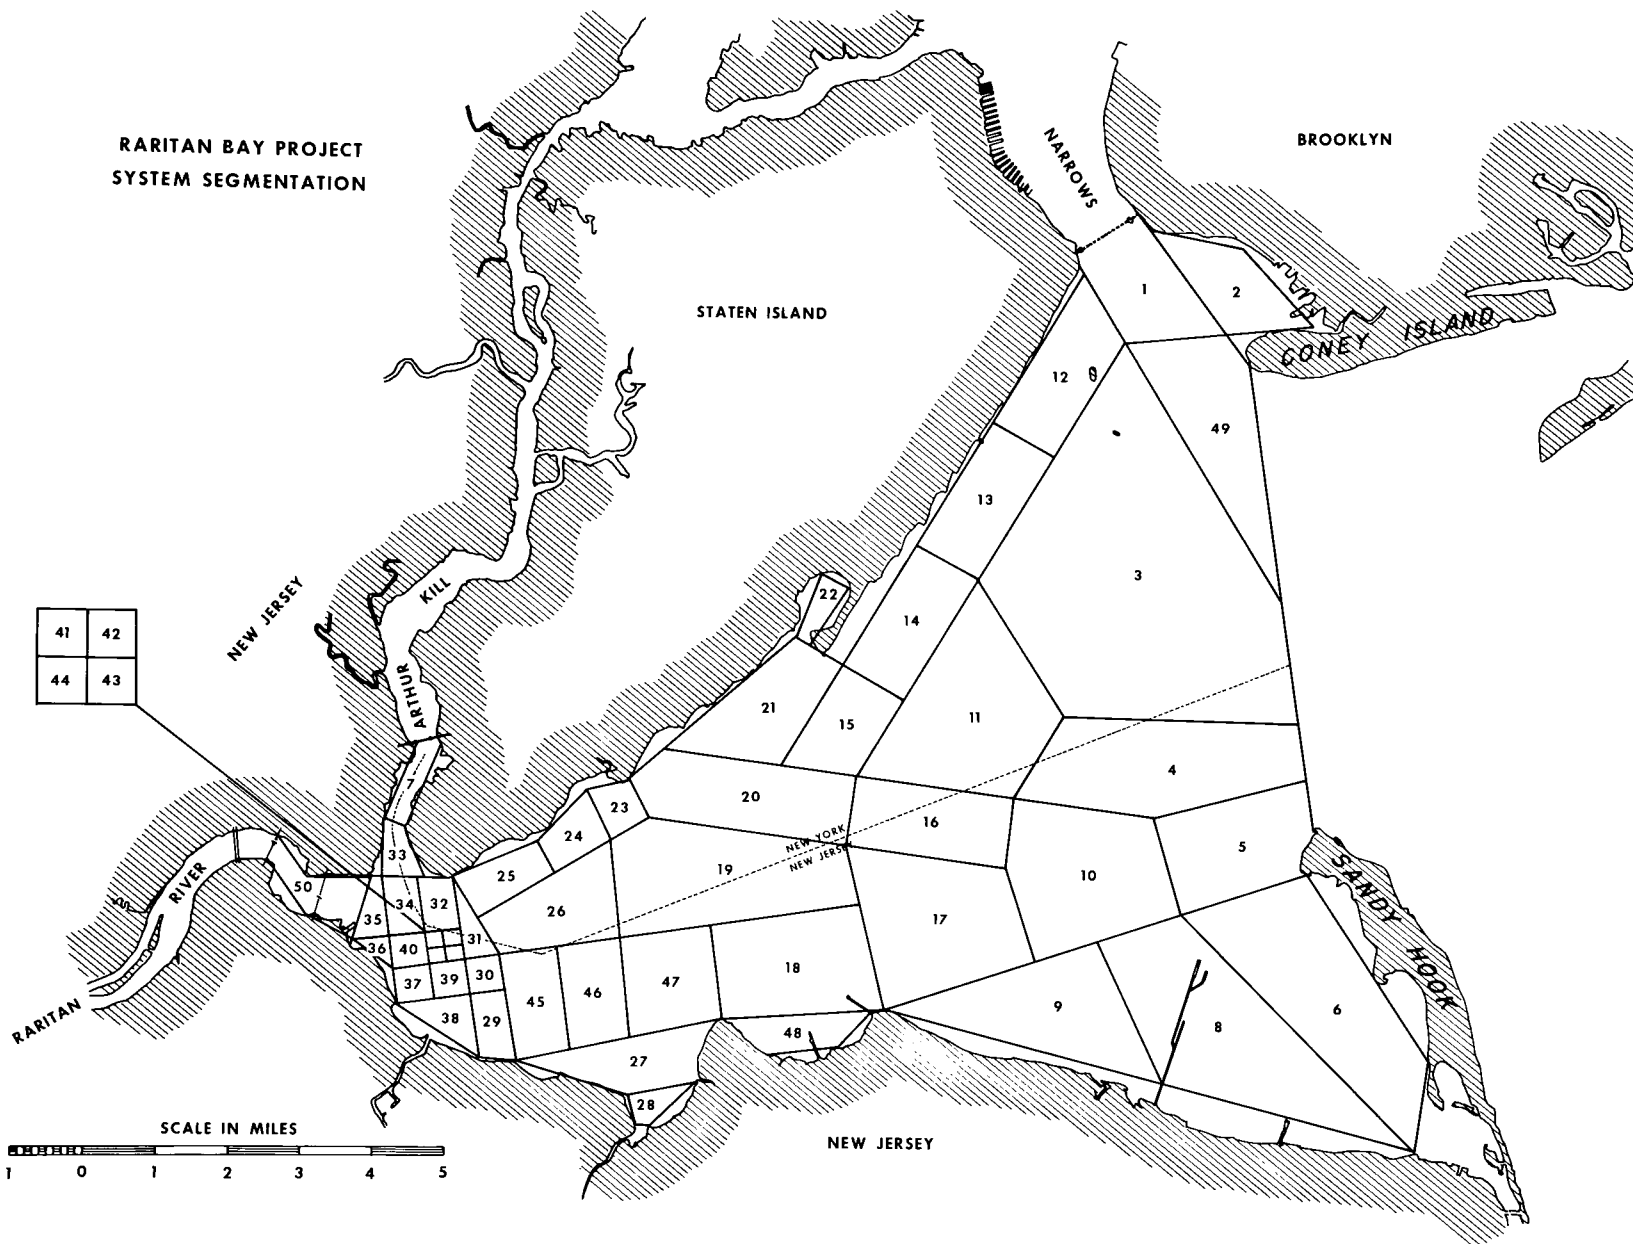 RARITAN BAY PROJECT
SYSTEM SEGMENTATION
NARROWS
BROOKLYN
STATEN ISLAND
CONEY ISLAND
1
2
12
49
13
3
NEW JERSEY
KILL
ARTHUR
41 42
44 43
22
14
21
15
11
7
4
20
23
16
24
NEW YORK
NEW JERSEY
5
33
19
25
10
RIVER
50
34
32
26
35
17
SANDY HOOK
36
40
31
37
39
30
45
46
47
18
38
29
9
8
6
RARITAN
48
27
28
SCALE IN MILES
1 0 1 2 3 4 5
NEW JERSEY